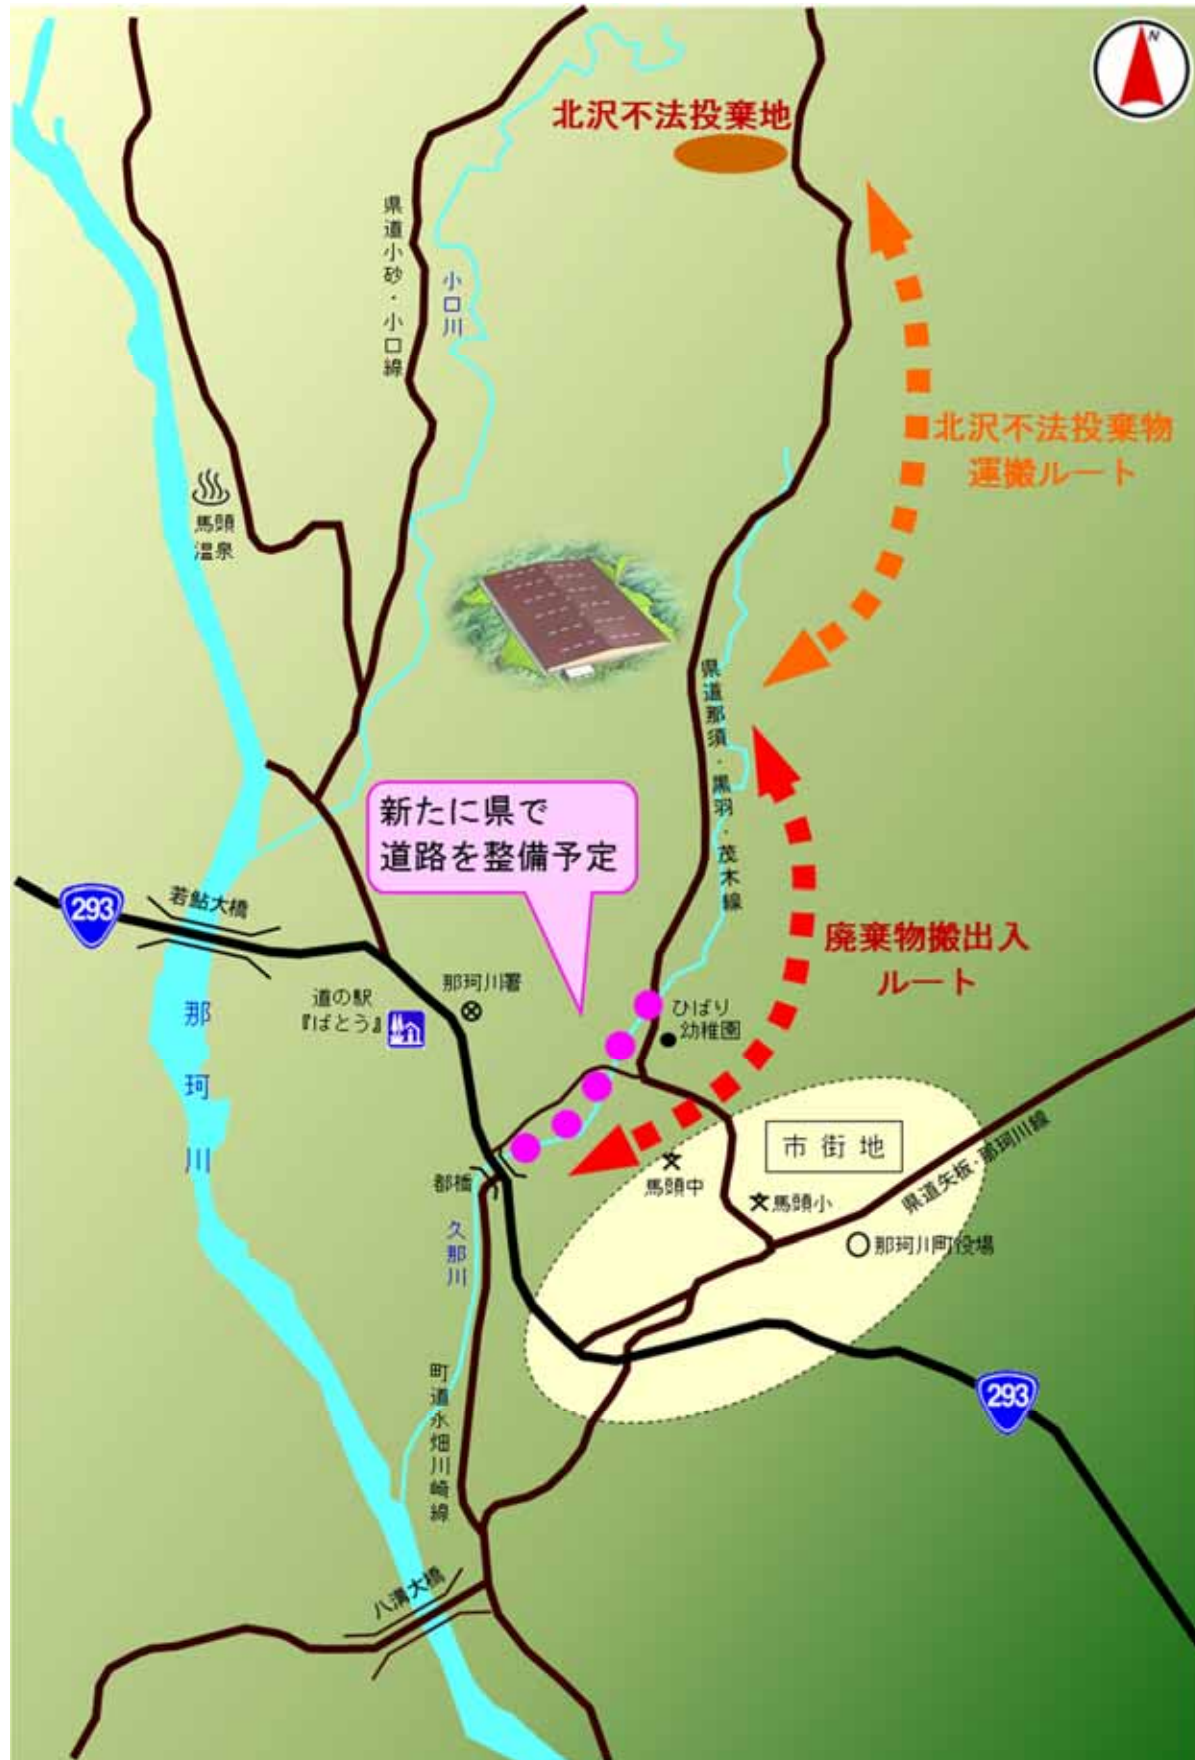 N
北沢不法投棄地
県道小砂・小口線
小口川
北沢不法投棄物
運搬ルート
馬頭
温泉
県道那須・黒羽・茂木線
新たに県で
道路を整備予定
293
若鮎大橋
廃棄物搬出入
ルート
那珂川署
道の駅
『ばとう』
ひばり
幼稚園
那珂川
市街地
県道矢板・那珂川線
馬頭中
馬頭小
那珂川町役場
都橋
久那川
町道永畑川崎線
293
八溝大橋